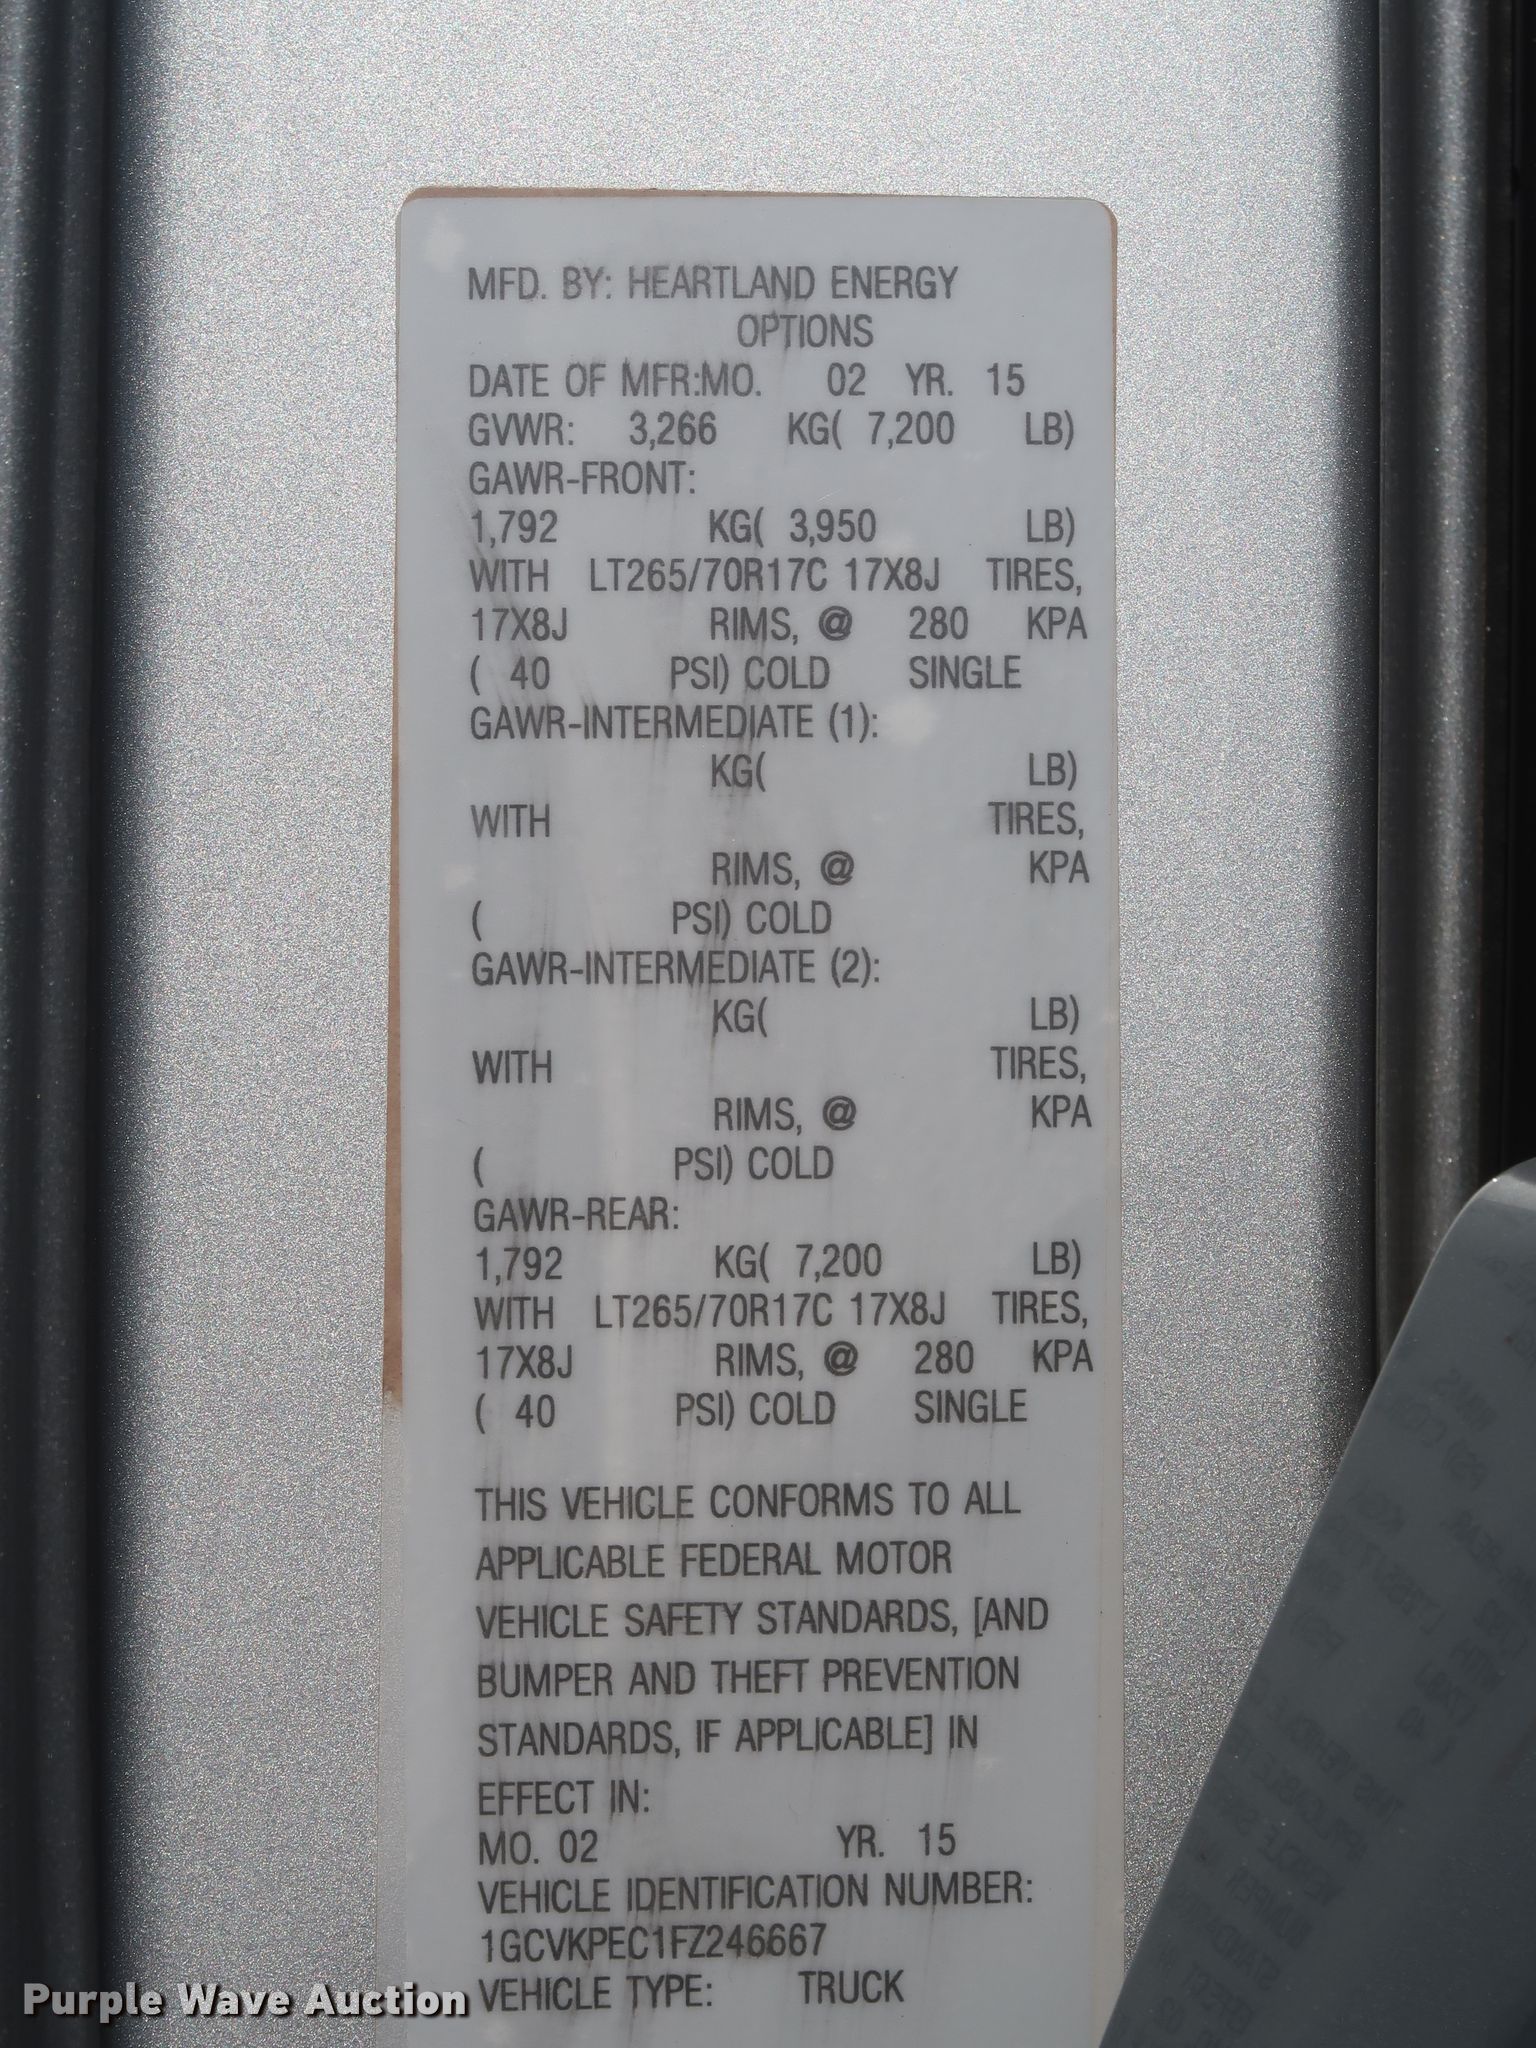 MFD. BY: HEARTLAND ENERGY
OPTIONS
DATE OF MFR:MO. 02 YR. 15
GVWR: 3,266 KG( 7,200 LB)
GAWR-FRONT:
1,792 KG( 3,950 LB)
WITH LT265/70R17C 17X8J TIRES,
17X8J RIMS, @ 280 KPA
( 40 PSI) COLD SINGLE
GAWR-INTERMEDIATE (1):
KG( LB)
WITH TIRES,
RIMS, @ KPA
( PSI) COLD
GAWR-INTERMEDIATE (2):
KG( LB)
WITH TIRES,
RIMS, @ KPA
( PSI) COLD
GAWR-REAR:
1,792 KG( 7,200 LB)
WITH LT265/70R17C 17X8J TIRES,
17X8J RIMS, @ 280 KPA
( 40 PSI) COLD SINGLE
THIS VEHICLE CONFORMS TO ALL
APPLICABLE FEDERAL MOTOR
VEHICLE SAFETY STANDARDS, [AND
BUMPER AND THEFT PREVENTION
STANDARDS, IF APPLICABLE] IN
EFFECT IN:
MO. 02 YR. 15
VEHICLE IDENTIFICATION NUMBER:
1GCVKPEC1FZ246667
VEHICLE TYPE: TRUCK
Purple Wave Auction